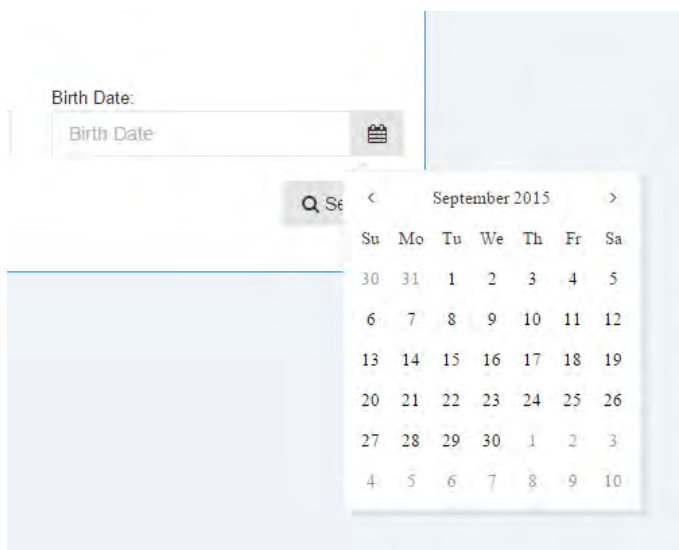 Birth Date:
Birth Date
Se
< September 2015 >
Su Mo Tu We Th Fr Sa
30 31 1 2 3 4 5
6 7 8 9 10 11 12
13 14 15 16 17 18 19
20 21 22 23 24 25 26
27 28 29 30 1 2 3
4 5 6 7 8 9 10